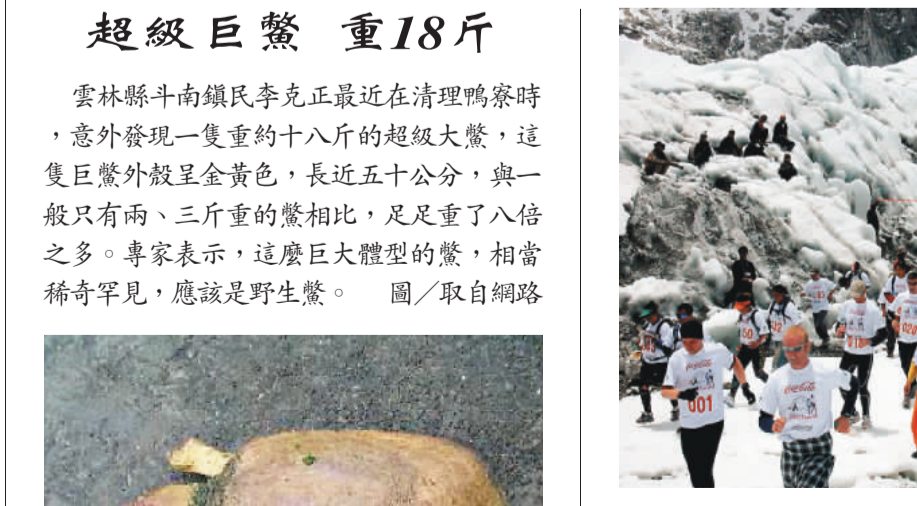 超級巨鱉 重18斤
雲林縣斗南鎮民李克正最近在清理鴨寮時
，意外發現一隻重約十八斤的超級大鱉，這
隻巨鱉外殼呈金黃色，長近五十公分，與一
般只有兩、三斤重的鱉相比，足足重了八倍
之多。專家表示，這麼巨大體型的鱉，相當
稀奇罕見，應該是野生鱉。 圖／取自網路
001
Coca-Cola